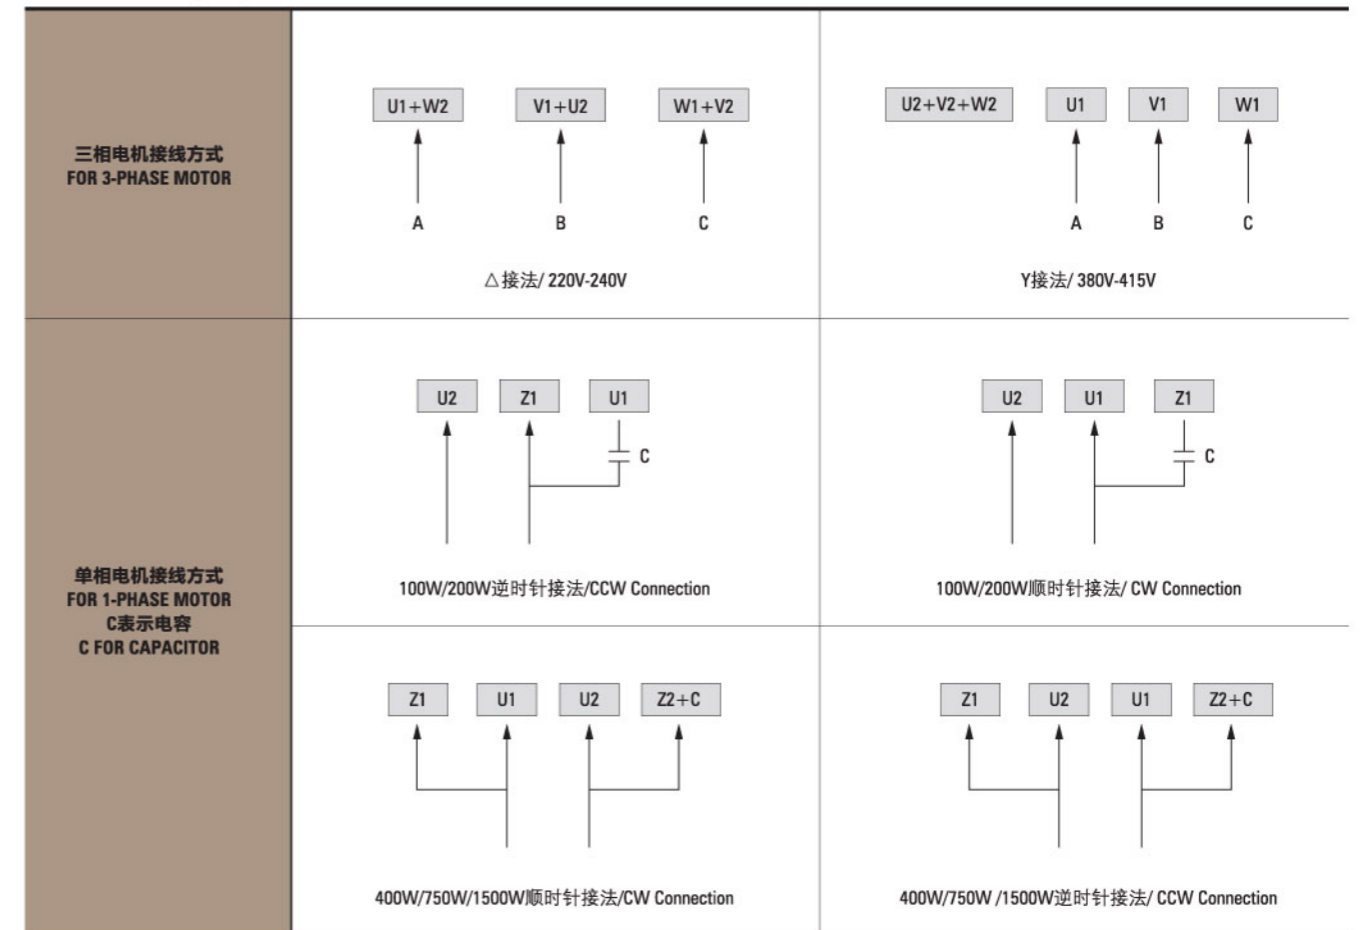 三相电机接线方式
FOR 3-PHASE MOTOR
U1+W2 V1+U2 W1+V2
A B C
△接法/ 220V-240V
U2+V2+W2 U1 V1 W1
A B C
Y接法/ 380V-415V
单相电机接线方式
FOR 1-PHASE MOTOR
C表示电容
C FOR CAPACITOR
U2 Z1 U1
C
100W/200W逆时针接法/CCW Connection
U2 U1 Z1
C
100W/200W顺时针接法/ CW Connection
Z1 U1 U2 Z2+C
400W/750W/1500W顺时针接法/CW Connection
Z1 U2 U1 Z2+C
400W/750W /1500W逆时针接法/ CCW Connection